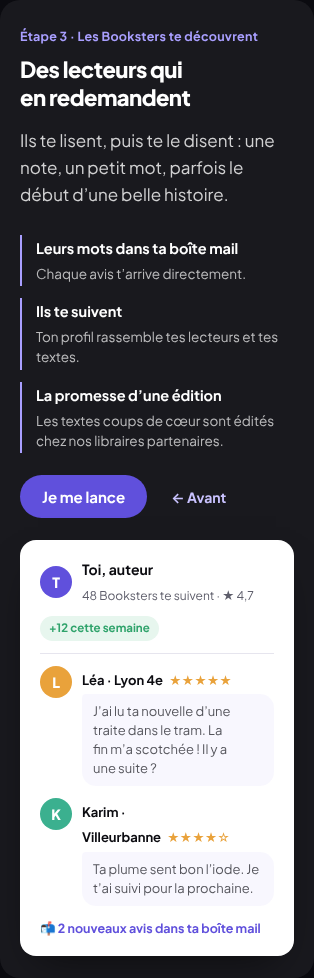 Étape 3 · Les Booksters te découvrent
Des lecteurs qui
en redemandent
Ils te lisent, puis te le disent : une
note, un petit mot, parfois le
début d’une belle histoire.
Leurs mots dans ta boîte mail
Chaque avis t’arrive directement.
Ils te suivent
Ton profil rassemble tes lecteurs et tes
textes.
La promesse d’une édition
Les textes coups de cœur sont édités
chez nos libraires partenaires.
Je me lance
← Avant
T
Toi, auteur
48 Booksters te suivent · ★ 4,7
+12 cette semaine
L
Léa · Lyon 4e ★★★★★
J’ai lu ta nouvelle d’une
traite dans le tram. La
fin m’a scotchée ! Il y a
une suite ?
K
Karim ·
Villeurbanne ★★★★☆
Ta plume sent bon l’iode. Je
t’ai suivi pour la prochaine.
📬 2 nouveaux avis dans ta boîte mail